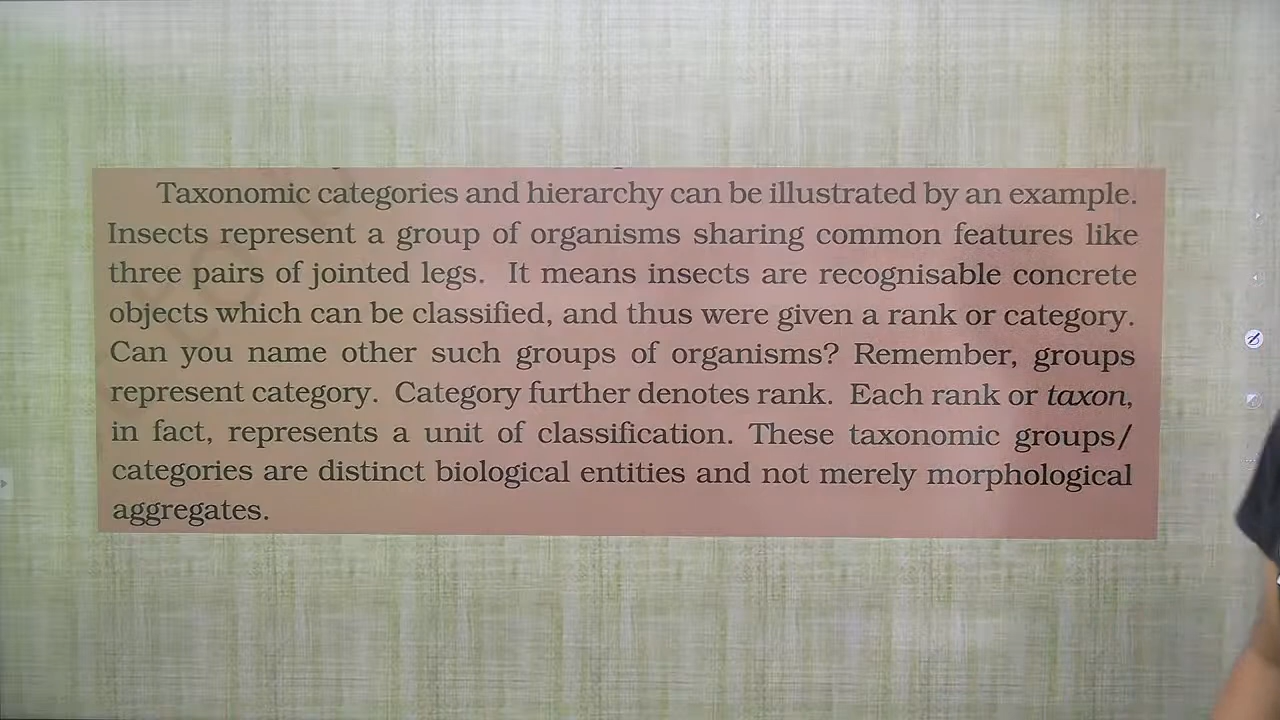 Taxonomic categories and hierarchy can be illustrated by an example.
Insects represent a group of organisms sharing common features like
three pairs of jointed legs. It means insects are recognisable concrete
objects which can be classified, and thus were given a rank or category.
Can you name other such groups of organisms? Remember, groups
represent category. Category further denotes rank. Each rank or taxon,
in fact, represents a unit of classification. These taxonomic groups/
categories are distinct biological entities and not merely morphological
aggregates.